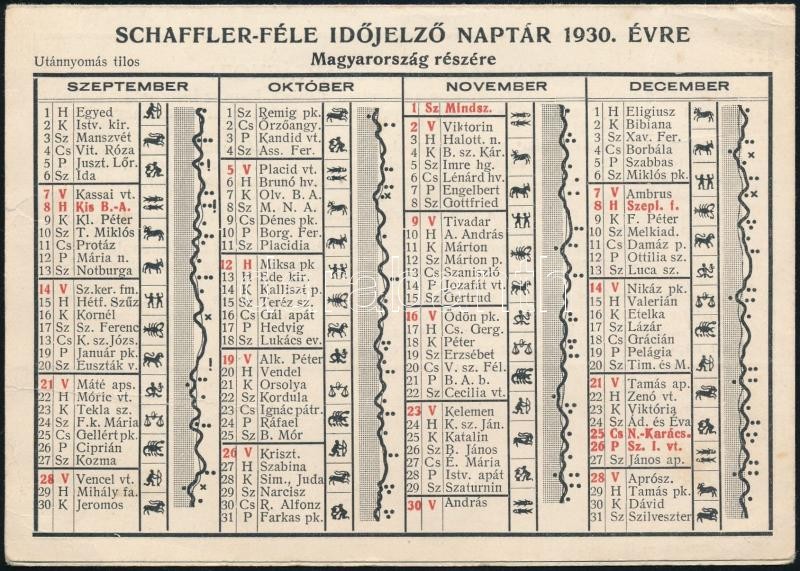 SCHAFFLER-FÉLE IDŐJELZŐ NAPTÁR 1930. ÉVRE
Utánnyomás tilos
Magyarország részére
SZEPTEMBER
1 H Egyed
2 K Istv. kir.
3 Sz Manszvét
4 Cs Vit. Róza
5 P Juszt. Lőr.
6 Sz Ida
7 V Kassai vt.
8 H Kis B.-A.
9 K Kl. Péter
10 Sz T. Miklós
11 Cs Protáz
12 P Mária n.
13 Sz Notburga
14 V Sz.ker. fm.
15 H Hétf. Szűz
16 K Kornél
17 Sz Sz. Ferenc
13 Cs K. sz.Józs.
19 P Január pk.
20 Sz Euszták v.
21 V Máté aps.
22 H Móric vt.
23 K Tekla sz.
24 Sz F.k. Mária
25 Cs Gellért pk.
26 P Ciprián
27 Sz Kozma
28 V Vencel vt.
29 H Mihály fa.
30 K Jeromos
OKTÓBER
1 Sz Remig pk.
2 Cs Őrzőangy.
3 P Kandid vt.
4 Sz Ass. Fer.
5 V Placid vt.
6 H Brunó hv.
7 K Olv. B. A.
8 Sz M. N. A.
9 Cs Dénes pk.
10 P Borg. Fer.
11 Sz Placidia
12 H Miksa pk
13 H Ede kir.
14 K Kalliszt p.
15 Sz Teréz sz.
16 Cs Gál apát
17 P Hedvig
18 Sz Lukács ev.
19 V Alk. Péter
20 H Vendel
21 K Orsolya
22 Sz Kordula
23 Cs Ignác pátr.
24 P Ráfael
25 Sz B. Mór
26 V Kriszt.
27 H Szabina
28 K Sim., Juda
29 Sz Narcisz
30 Cs R. Alfonz
31 P Farkas pk.
NOVEMBER
1 Sz Mindsz.
2 V Viktorin
3 H Halott. n.
4 K B. sz. Kár.
5 Sz Imre hg.
6 Cs Lénárd hv.
7 P Engelbert
8 Sz Gottfried
9 V Tivadar
10 H A. András
11 K Márton
12 Sz Márton p.
13 Cs Szaniszló
14 P Jozafát vt.
15 Sz Gertrud
16 V Ödön pk.
17 H Cs. Gerg.
18 K Péter
19 Sz Erzsébet
20 Cs V. sz. Fél.
21 P B. A. b.
22 Sz Cecilia vt.
23 V Kelemen
24 H K. sz. Ján.
25 K Katalin
26 Sz B. János
27 Cs É. Mária
28 P Istv. apát
29 Sz Szaturnin
30 V András
DECEMBER
1 H Eligiusz
2 K Bibiana
3 Sz Xav. Fer.
4 Cs Borbála
5 P Szabbas
6 Sz Miklós pk.
7 V Ambrus
8 H Szepl. f.
9 K F. Péter
10 Sz Melkiad.
11 Cs Damáz p.
12 P Ottilia sz.
13 Sz Luca sz.
14 V Nikáz pk.
15 H Valerián
16 K Etelka
17 Sz Lázár
18 Cs Grácián
19 P Pelágia
20 Sz Tim. és M.
21 V Tamás ap.
22 H Zenó vt.
23 K Viktória
24 Sz Ád. és Éva
25 Cs N.-Karács.
26 P Sz. I. vt.
27 Sz János ap.
28 V Aprósz.
29 H Tamás pk.
30 K Dávid
31 Sz Szilveszter